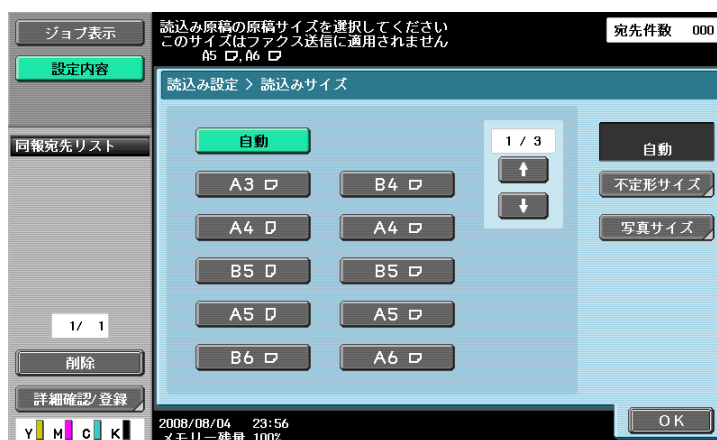 ジョブ表示
設定内容
同報宛先リスト
1/ 1
削除
詳細確認/登録
Y M C K
読込み原稿の原稿サイズを選択してください
このサイズはファクス送信に適用されません
A5 , A6
宛先件数 000
読込み設定 > 読込みサイズ
自動
A3 B4
A4 A4
B5 B5
A5 A5
B6 A6
1 / 3
自動
不定形サイズ
写真サイズ
2008/08/04 23:56
メモリー残量 100%
OK